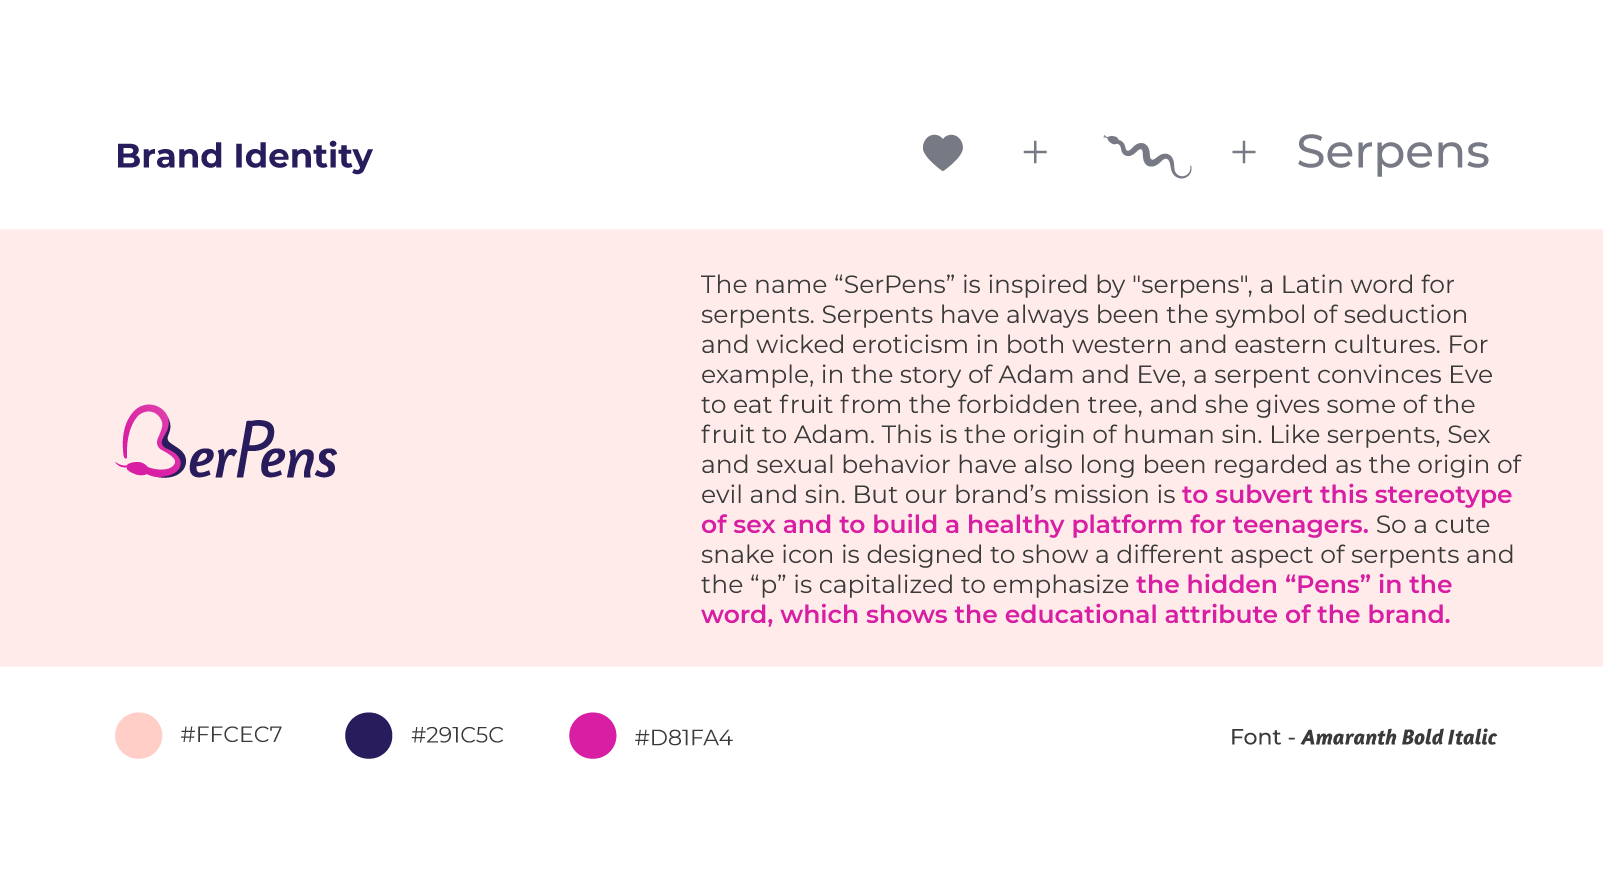 Brand Identity
+ + Serpens
The name “SerPens” is inspired by "serpens", a Latin word for
serpents. Serpents have always been the symbol of seduction
and wicked eroticism in both western and eastern cultures. For
example, in the story of Adam and Eve, a serpent convinces Eve
to eat fruit from the forbidden tree, and she gives some of the
fruit to Adam. This is the origin of human sin. Like serpents, Sex
and sexual behavior have also long been regarded as the origin of
evil and sin. But our brand’s mission is to subvert this stereotype
of sex and to build a healthy platform for teenagers. So a cute
snake icon is designed to show a different aspect of serpents and
the “p” is capitalized to emphasize the hidden “Pens” in the
word, which shows the educational attribute of the brand.
SerPens
#FFCEC7
#291C5C
#D81FA4
Font - Amaranth Bold Italic